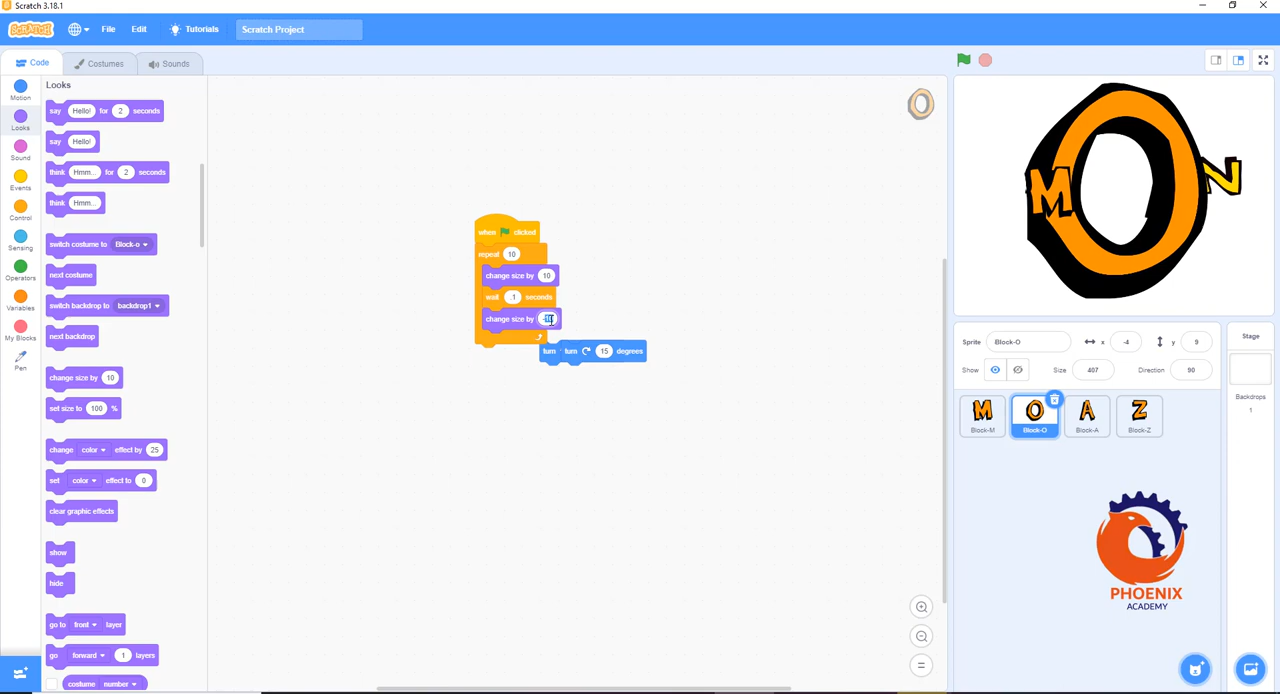 Scratch 3.18.1
SCRATCH File Edit Tutorials Scratch Project
Code Costumes Sounds
Motion
Looks
Sound
Events
Control
Sensing
Operators
Variables
My Blocks
Pen
Looks
say Hello! for 2 seconds
say Hello!
think Hmm... for 2 seconds
think Hmm...
switch costume to Block-o
next costume
switch backdrop to backdrop1
next backdrop
change size by 10
set size to 100 %
change color effect by 25
set color effect to 0
clear graphic effects
show
hide
go to front layer
go forward 1 layers
costume number
when clicked
repeat 10
change size by 10
wait .1 seconds
change size by
turn turn 15 degrees
M O N
Sprite Block-O x -4 y 9
Show Size 407 Direction 90
M O A Z
Block-M Block-O Block-A Block-Z
Stage
Backdrops
1
PHOENIX
ACADEMY